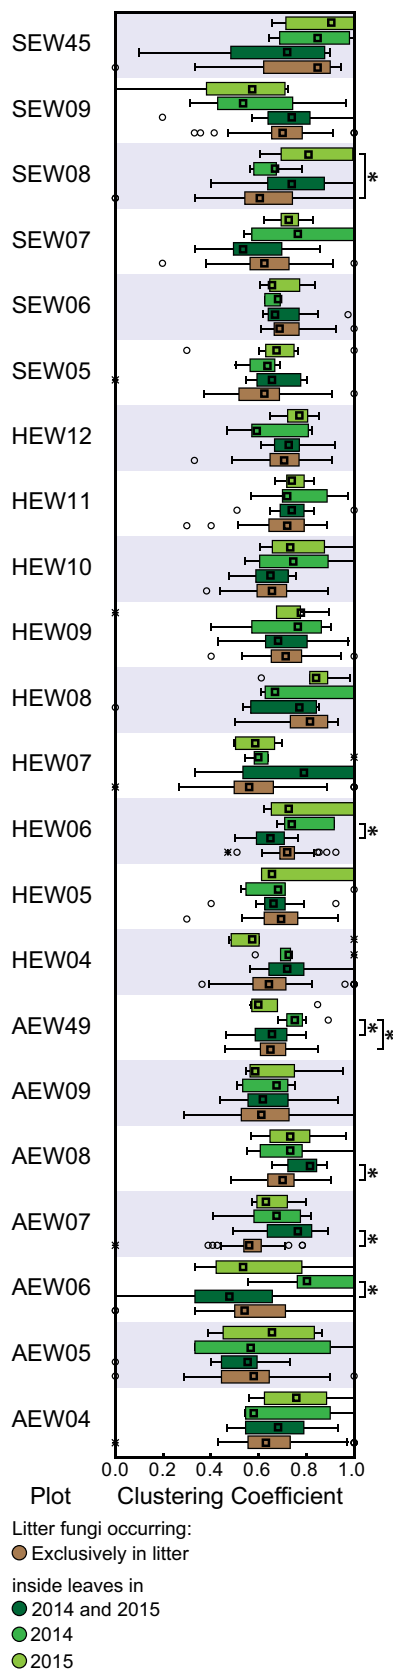 SEW45
SEW09
SEW08
*
SEW07
SEW06
SEW05
HEW12
HEW11
HEW10
HEW09
HEW08
HEW07
HEW06
*
HEW05
HEW04
AEW49
* *
AEW09
AEW08
*
AEW07
*
AEW06
*
AEW05
AEW04
0.0 0.2 0.4 0.6 0.8 1.0
Plot Clustering Coefficient
Litter fungi occurring:
Exclusively in litter
inside leaves in
2014 and 2015
2014
2015